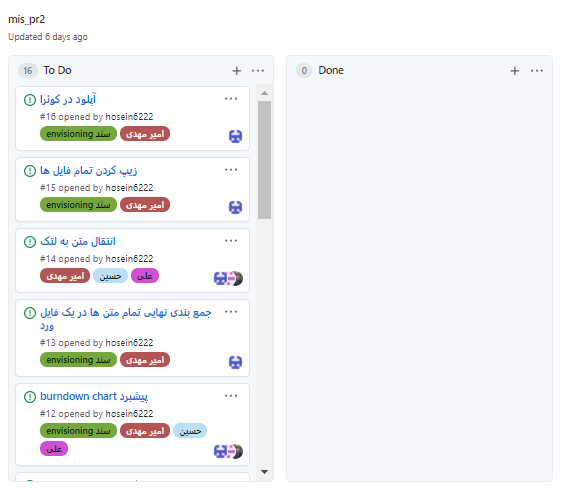 mis_pr2
Updated 6 days ago
16 To Do
آپلود در کوئرا
#16 opened by hosein6222
سند envisioning امیر مهدی
زیپ کردن تمام فایل ها
#15 opened by hosein6222
سند envisioning امیر مهدی
انتقال متن به لتک
#14 opened by hosein6222
امیر مهدی حسین علی
جمع بندی نهایی تمام متن ها در یک فایل
ورد
#13 opened by hosein6222
سند envisioning امیر مهدی
پیشبرد burndown chart
#12 opened by hosein6222
سند envisioning امیر مهدی حسین
علی
0 Done